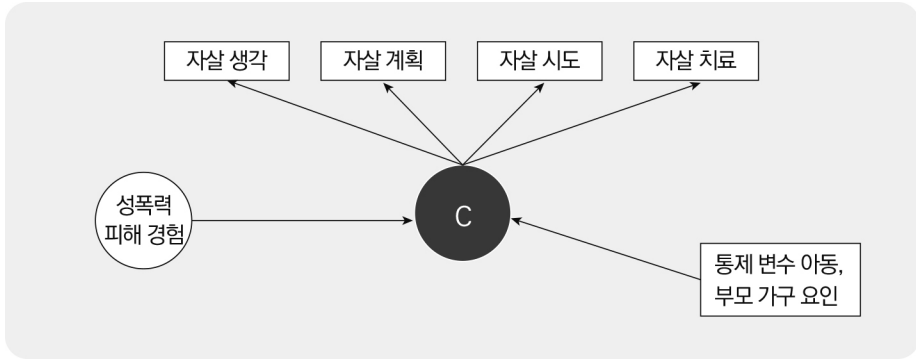 자살 생각
자살 계획
자살 시도
자살 치료
성폭력
피해 경험
C
통제 변수 아동,
부모 가구 요인